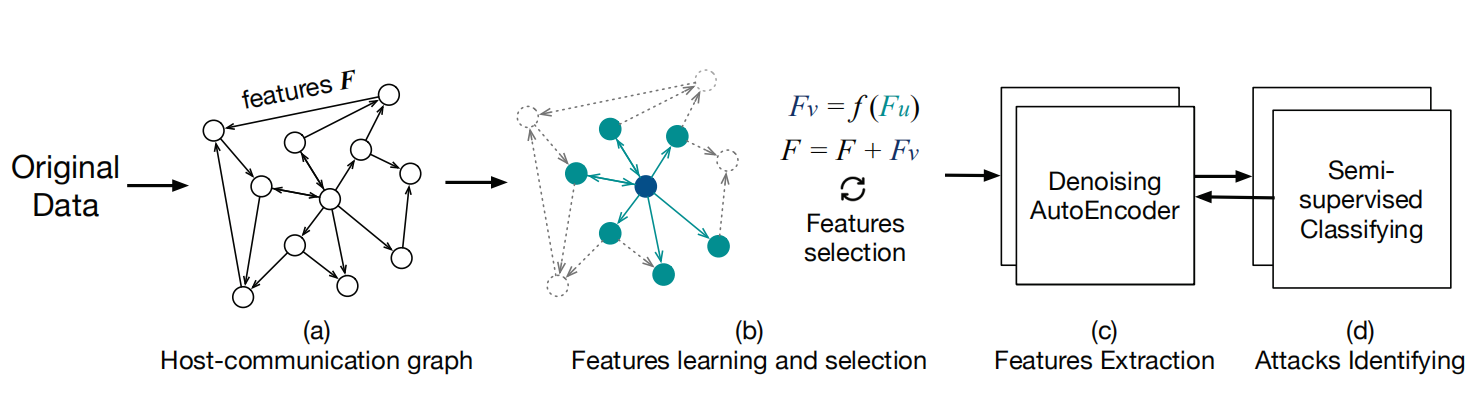 features F
Original
Data
Fv = f (Fu)
F = F + Fv
Features
selection
Denoising
AutoEncoder
Semi-
supervised
Classifying
(a)
Host-communication graph
(b)
Features learning and selection
(c)
Features Extraction
(d)
Attacks Identifying